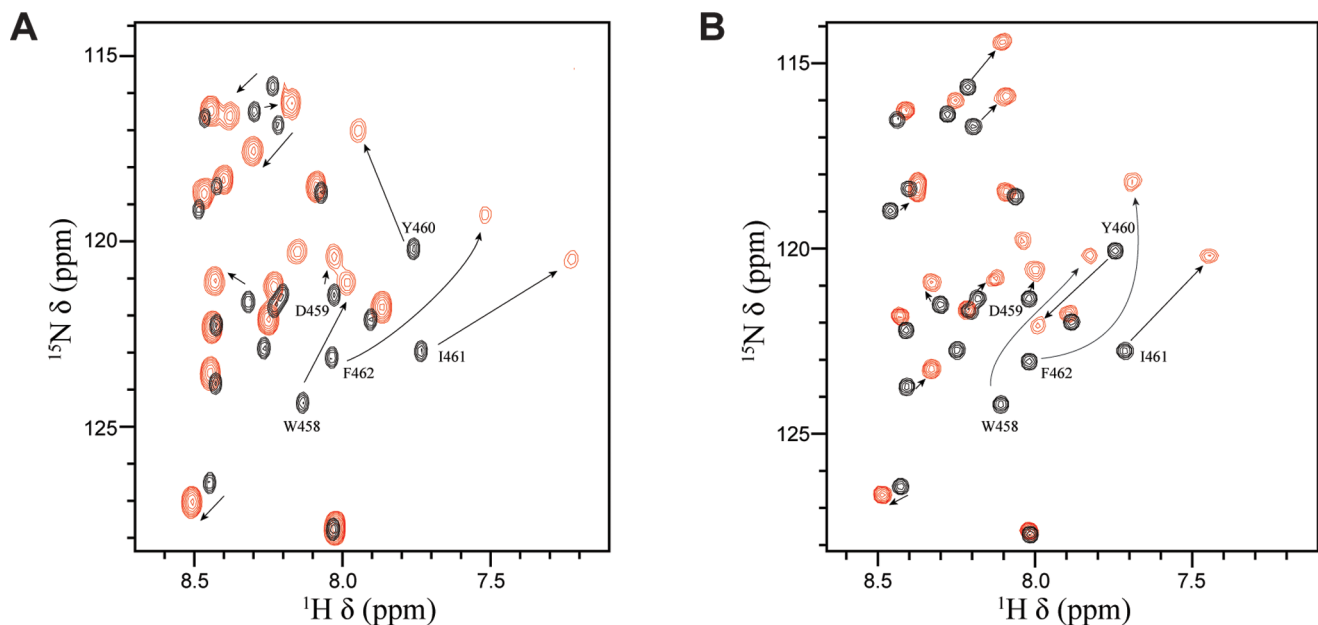 A
115
120
125
8.5
8.0
7.5
¹⁵N δ (ppm)
¹H δ (ppm)
Y460
D459
F462
I461
W458
B
115
120
125
8.5
8.0
7.5
¹⁵N δ (ppm)
¹H δ (ppm)
Y460
D459
F462
I461
W458